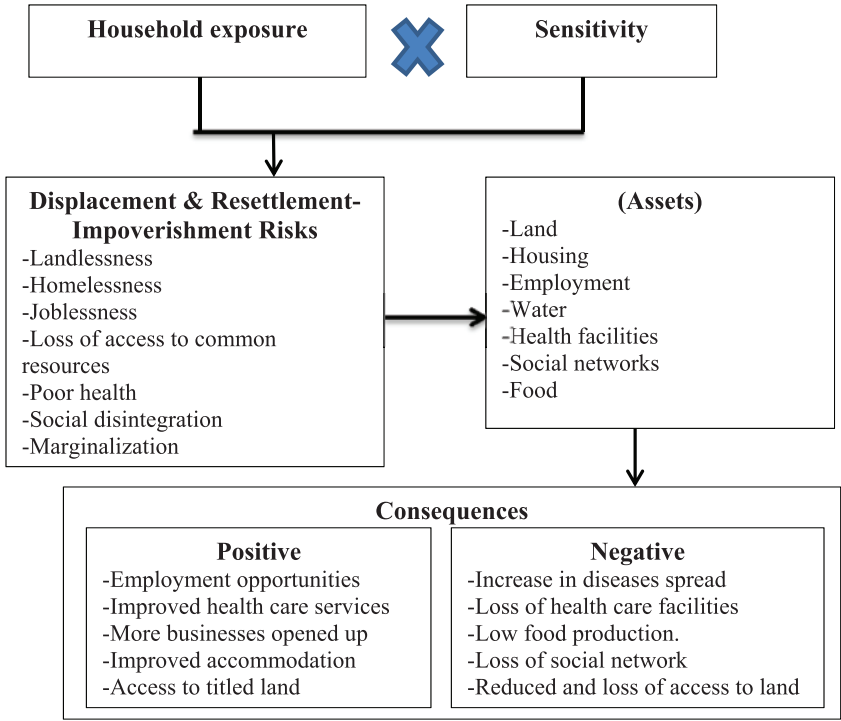 Household exposure
Sensitivity
Displacement & Resettlement-
Impoverishment Risks
-Landlessness
-Homelessness
-Joblessness
-Loss of access to common
resources
-Poor health
-Social disintegration
-Marginalization
(Assets)
-Land
-Housing
-Employment
-Water
-Health facilities
-Social networks
-Food
Consequences
Positive
-Employment opportunities
-Improved health care services
-More businesses opened up
-Improved accommodation
-Access to titled land
Negative
-Increase in diseases spread
-Loss of health care facilities
-Low food production.
-Loss of social network
-Reduced and loss of access to land